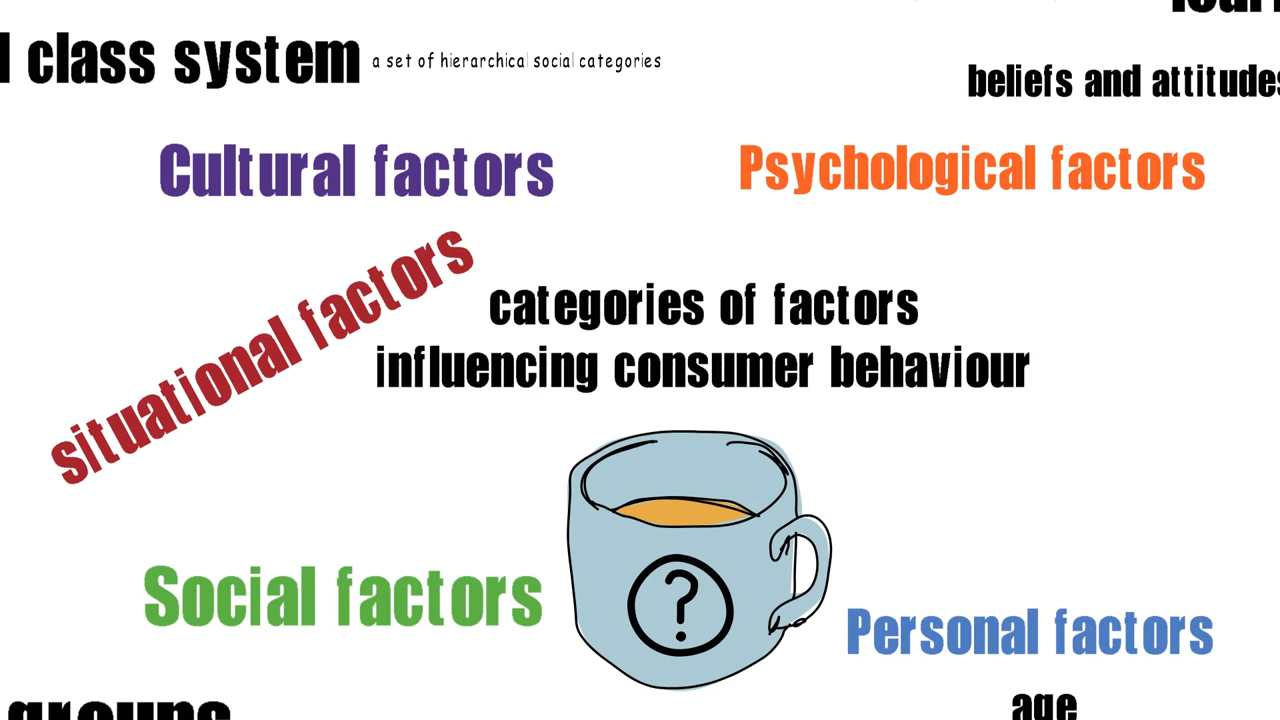 class system a set of hierarchical social categories
beliefs and attitudes
Cultural factors
Psychological factors
situational factors
categories of factors
influencing consumer behaviour
?
Social factors
Personal factors
groups
age